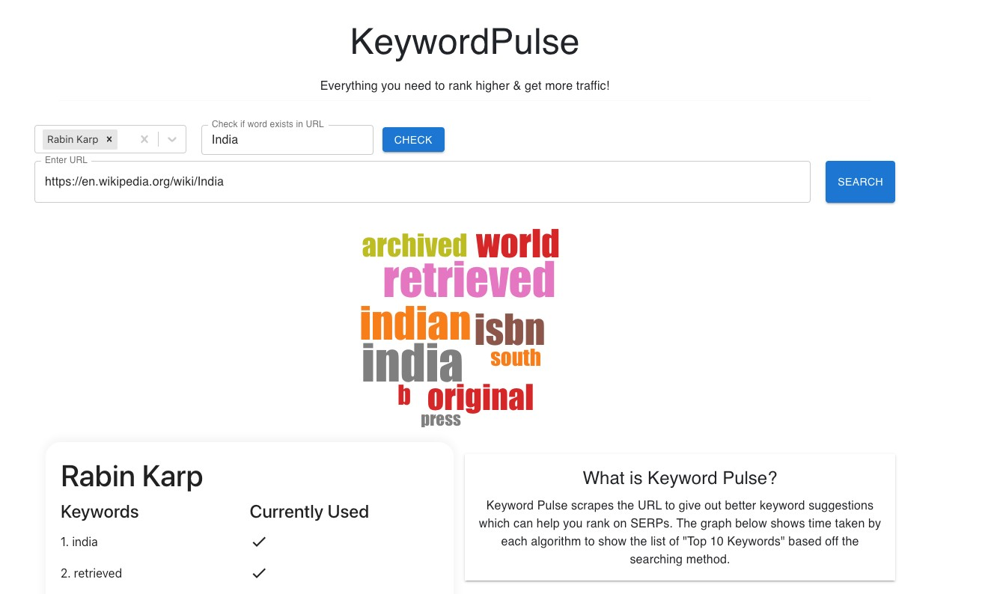 KeywordPulse
Everything you need to rank higher & get more traffic!
Rabin Karp
Check if word exists in URL
India
CHECK
Enter URL
https://en.wikipedia.org/wiki/India
SEARCH
archived world
retrieved
indian isbn
india south
b original
press
Rabin Karp
Keywords Currently Used
1. india
2. retrieved
What is Keyword Pulse?
Keyword Pulse scrapes the URL to give out better keyword suggestions
which can help you rank on SERPs. The graph below shows time taken by
each algorithm to show the list of "Top 10 Keywords" based off the
searching method.